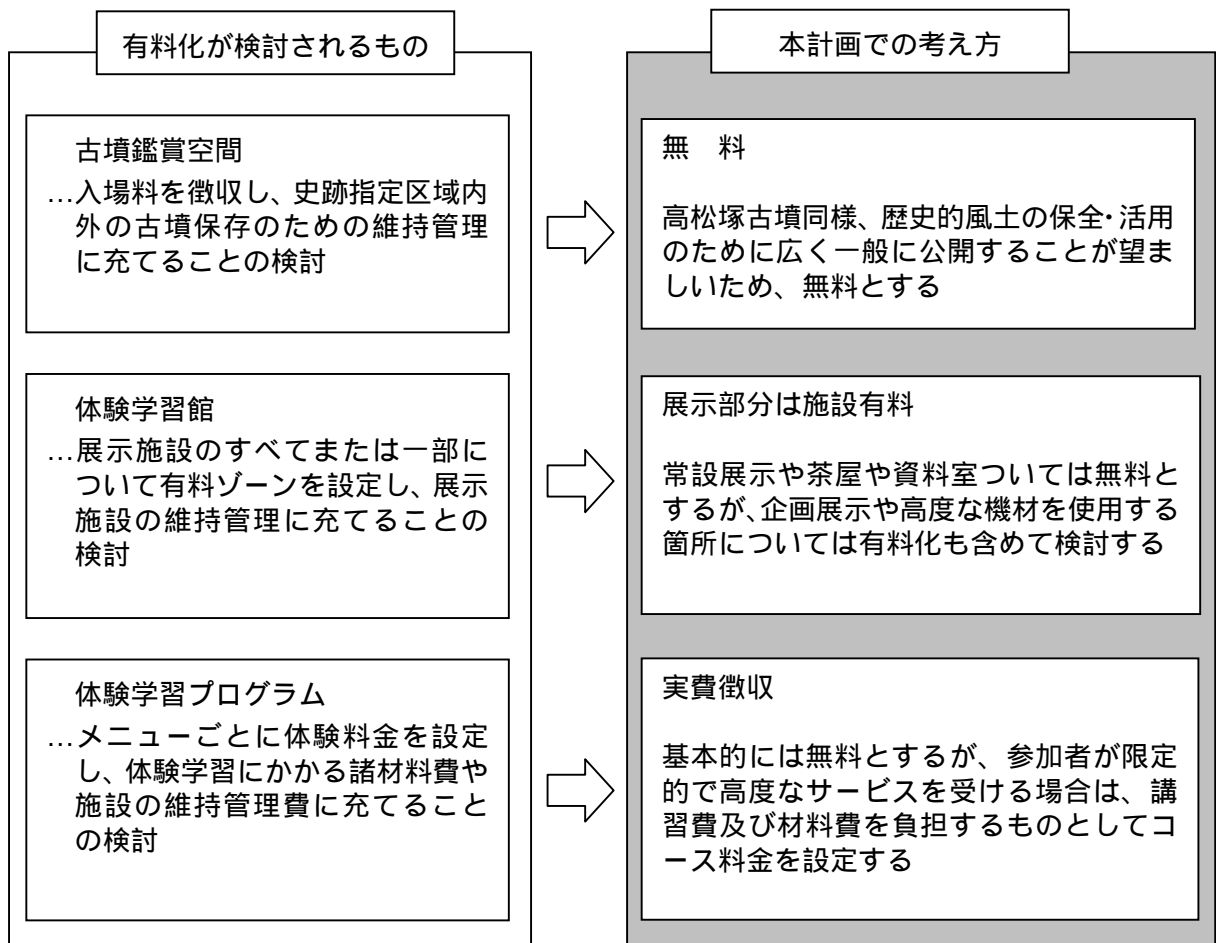 有料化が検討されるもの
本計画での考え方
古墳鑑賞空間
…入場料を徴収し、史跡指定区域内
外の古墳保存のための維持管理
に充てることの検討
無　料
高松塚古墳同様、歴史的風土の保全・活用
のために広く一般に公開することが望ま
しいため、無料とする
体験学習館
…展示施設のすべてまたは一部に
ついて有料ゾーンを設定し、展示
施設の維持管理に充てることの
検討
展示部分は施設有料
常設展示や茶屋や資料室ついては無料と
するが、企画展示や高度な機材を使用する
箇所については有料化も含めて検討する
体験学習プログラム
…メニューごとに体験料金を設定
し、体験学習にかかる諸材料費や
施設の維持管理費に充てること
の検討
実費徴収
基本的には無料とするが、参加者が限定
的で高度なサービスを受ける場合は、講
習費及び材料費を負担するものとしてコ
ース料金を設定する